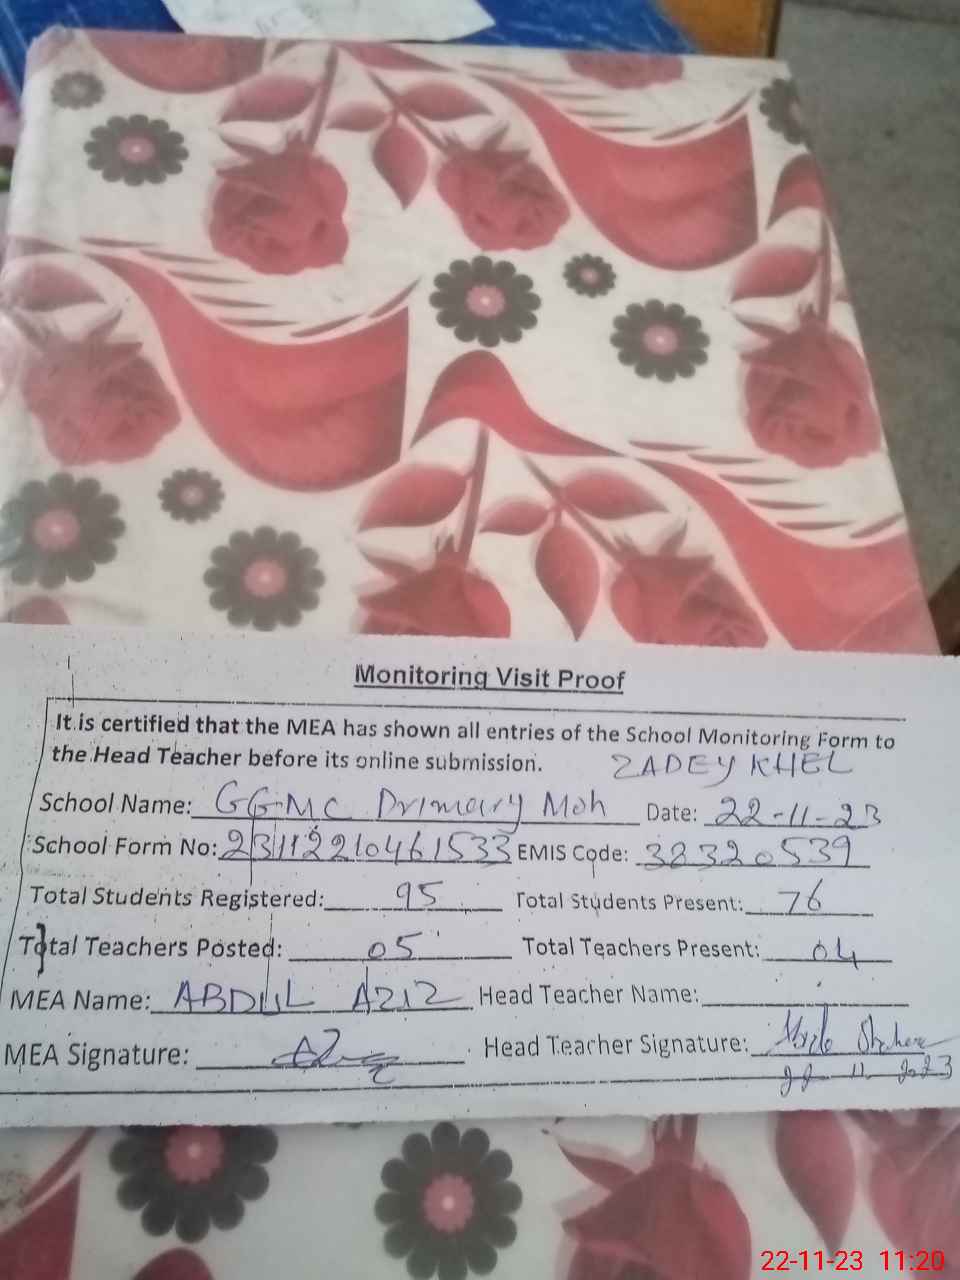 Monitoring Visit Proof
It is certified that the MEA has shown all entries of the School Monitoring Form to
the Head Teacher before its online submission. ZADEY KHEL
School Name: GGMC Primary Moh Date: 22-11-23
School Form No: 23112210461533 EMIS Code: 38320539
Total Students Registered: 95 Total Students Present: 76
Total Teachers Posted: 05 Total Teachers Present: 04
MEA Name: ABDUL AZIZ Head Teacher Name:
MEA Signature: Head Teacher Signature:
22 11 2023
22-11-23 11:20